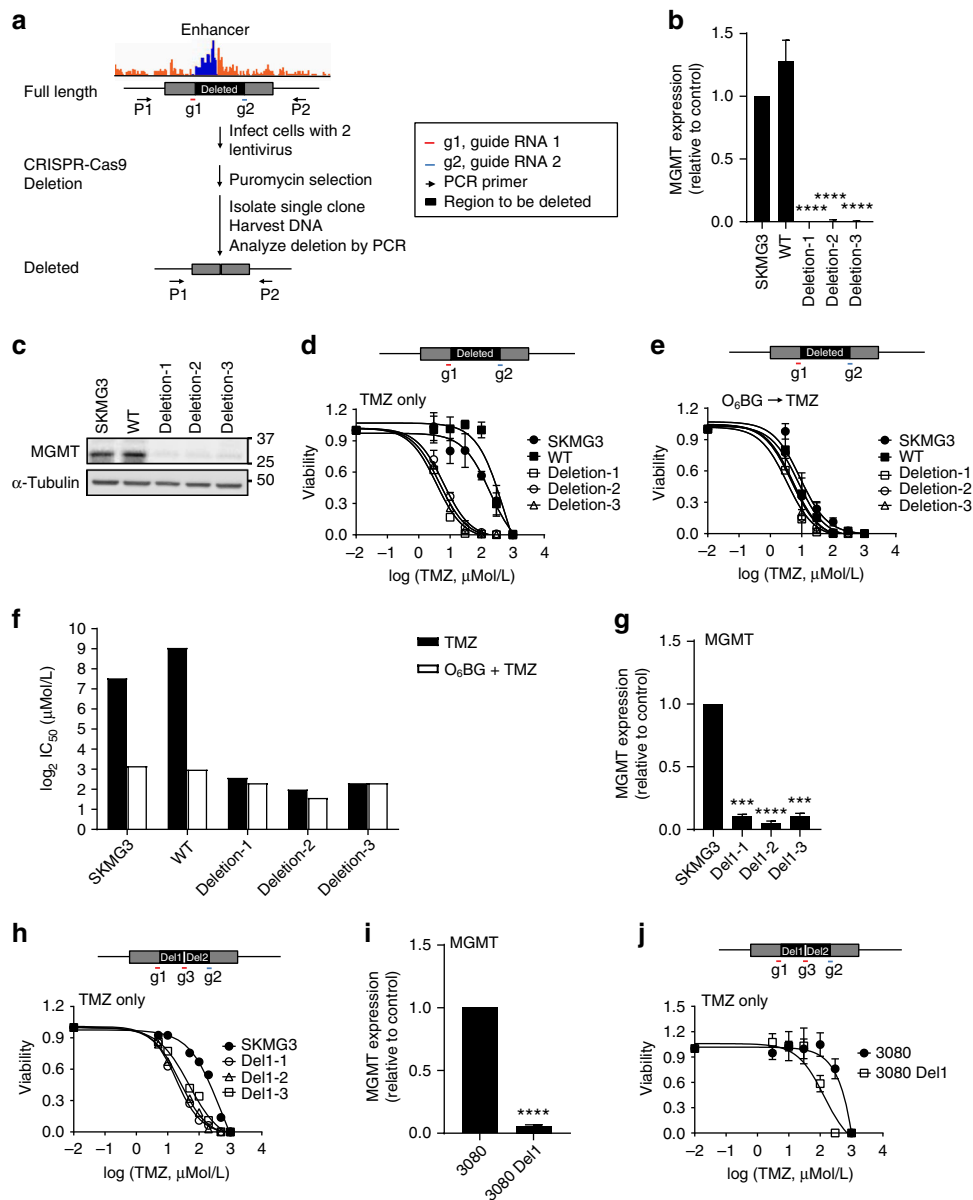 a
Enhancer
Full length
Deleted
P1
g1
g2
P2
Infect cells with 2
lentivirus
CRISPR-Cas9
Deletion
Puromycin selection
Isolate single clone
Harvest DNA
Analyze deletion by PCR
Deleted
P1
P2
g1, guide RNA 1
g2, guide RNA 2
PCR primer
Region to be deleted
b
MGMT expression
(relative to control)
1.5
1.0
0.5
0.0
**** **** ****
SKMG3
WT
Deletion-1
Deletion-2
Deletion-3
c
SKMG3
WT
Deletion-1
Deletion-2
Deletion-3
MGMT
37
25
α-Tubulin
50
d
Deleted
g1
g2
TMZ only
Viability
1.2
0.9
0.6
0.3
0.0
–2 –1 0 1 2 3 4
log (TMZ, μMol/L)
SKMG3
WT
Deletion-1
Deletion-2
Deletion-3
e
Deleted
g1
g2
O6BG → TMZ
Viability
1.2
0.9
0.6
0.3
0.0
–2 –1 0 1 2 3 4
log (TMZ, μMol/L)
SKMG3
WT
Deletion-1
Deletion-2
Deletion-3
f
log2 IC50 (μMol/L)
10
9
8
7
6
5
4
3
2
1
0
SKMG3
WT
Deletion-1
Deletion-2
Deletion-3
TMZ
O6BG + TMZ
g
MGMT
MGMT expression
(relative to control)
1.5
1.0
0.5
0.0
*** **** ***
SKMG3
Del1-1
Del1-2
Del1-3
h
Del1 Del2
g1
g3
g2
TMZ only
Viability
1.2
0.9
0.6
0.3
0.0
–2 –1 0 1 2 3 4
log (TMZ, μMol/L)
SKMG3
Del1-1
Del1-2
Del1-3
i
MGMT
MGMT expression
(relative to control)
1.5
1.0
0.5
0.0
****
3080
3080 Del1
j
Del1 Del2
g1
g3
g2
TMZ only
Viability
1.5
1.2
0.9
0.6
0.3
0.0
–2 –1 0 1 2 3 4
log (TMZ, μMol/L)
3080
3080 Del1